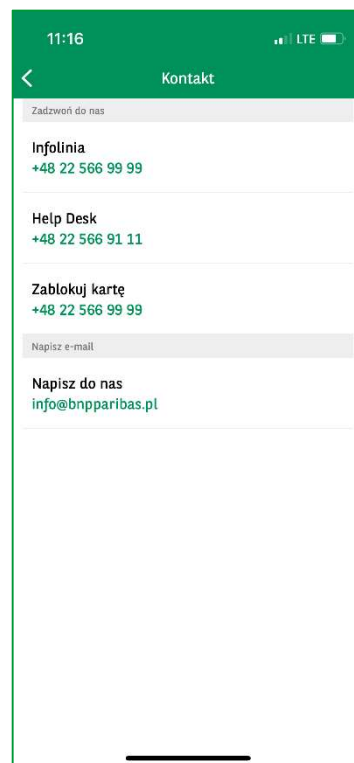 11:16
LTE
Kontakt
Zadzwoń do nas
Infolinia
+48 22 566 99 99
Help Desk
+48 22 566 91 11
Zablokuj kartę
+48 22 566 99 99
Napisz e-mail
Napisz do nas
info@bnpparibas.pl